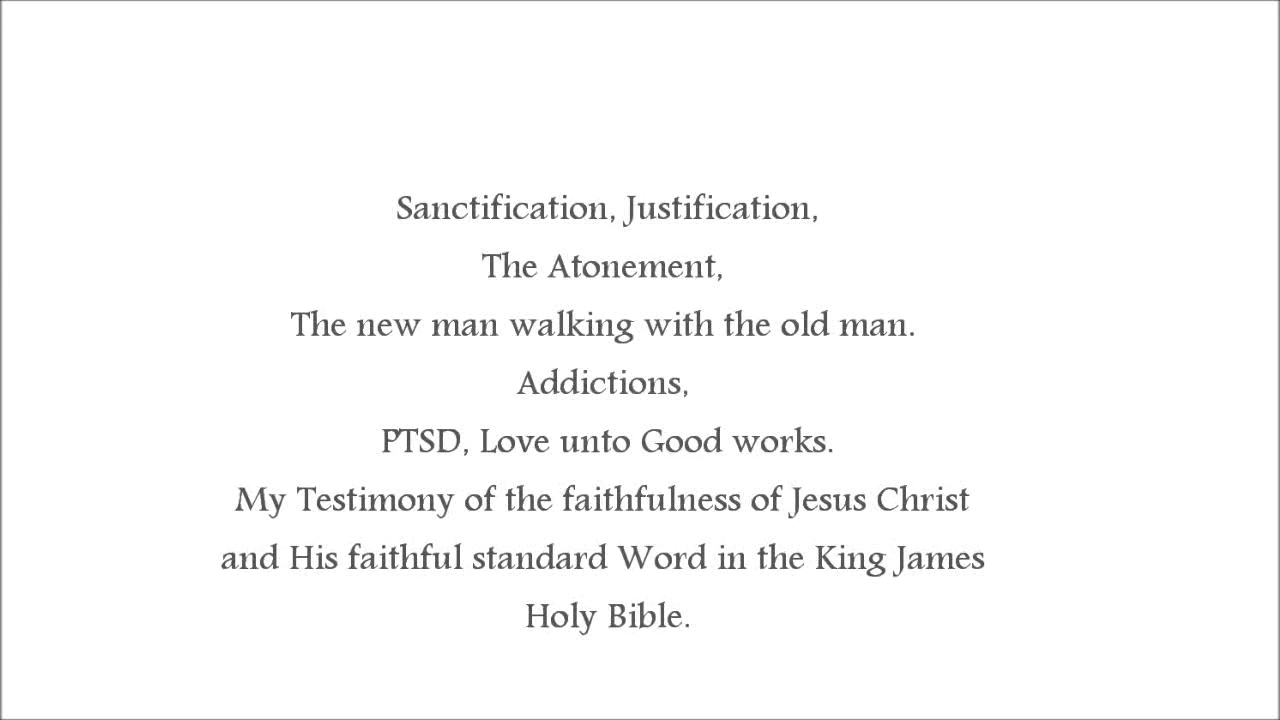 Sanctification, Justification,
The Atonement,
The new man walking with the old man.
Addictions,
PTSD, Love unto Good works.
My Testimony of the faithfulness of Jesus Christ
and His faithful standard Word in the King James
Holy Bible.